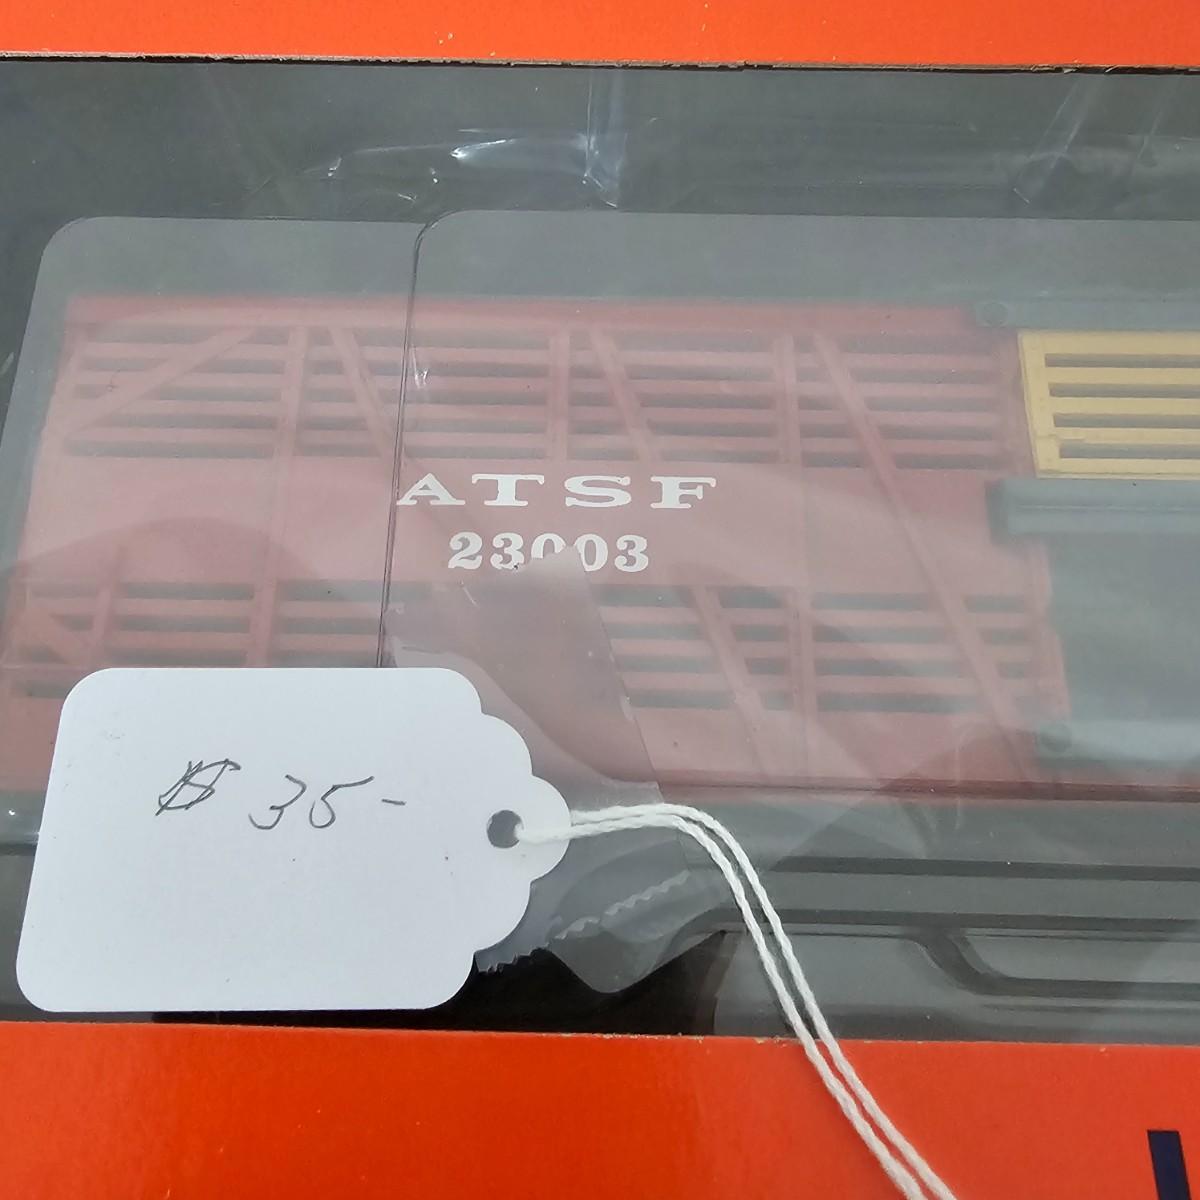 ATSF
23003
$ 35-